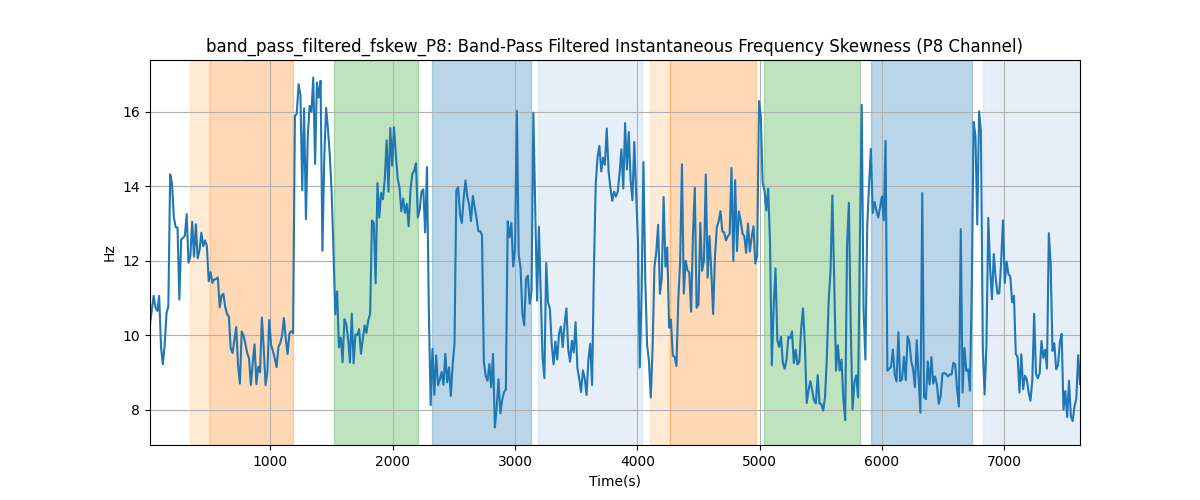 band_pass_filtered_fskew_P8: Band-Pass Filtered Instantaneous Frequency Skewness (P8 Channel)
16
14
12
10
8
Hz
1000 2000 3000 4000 5000 6000 7000
Time(s)